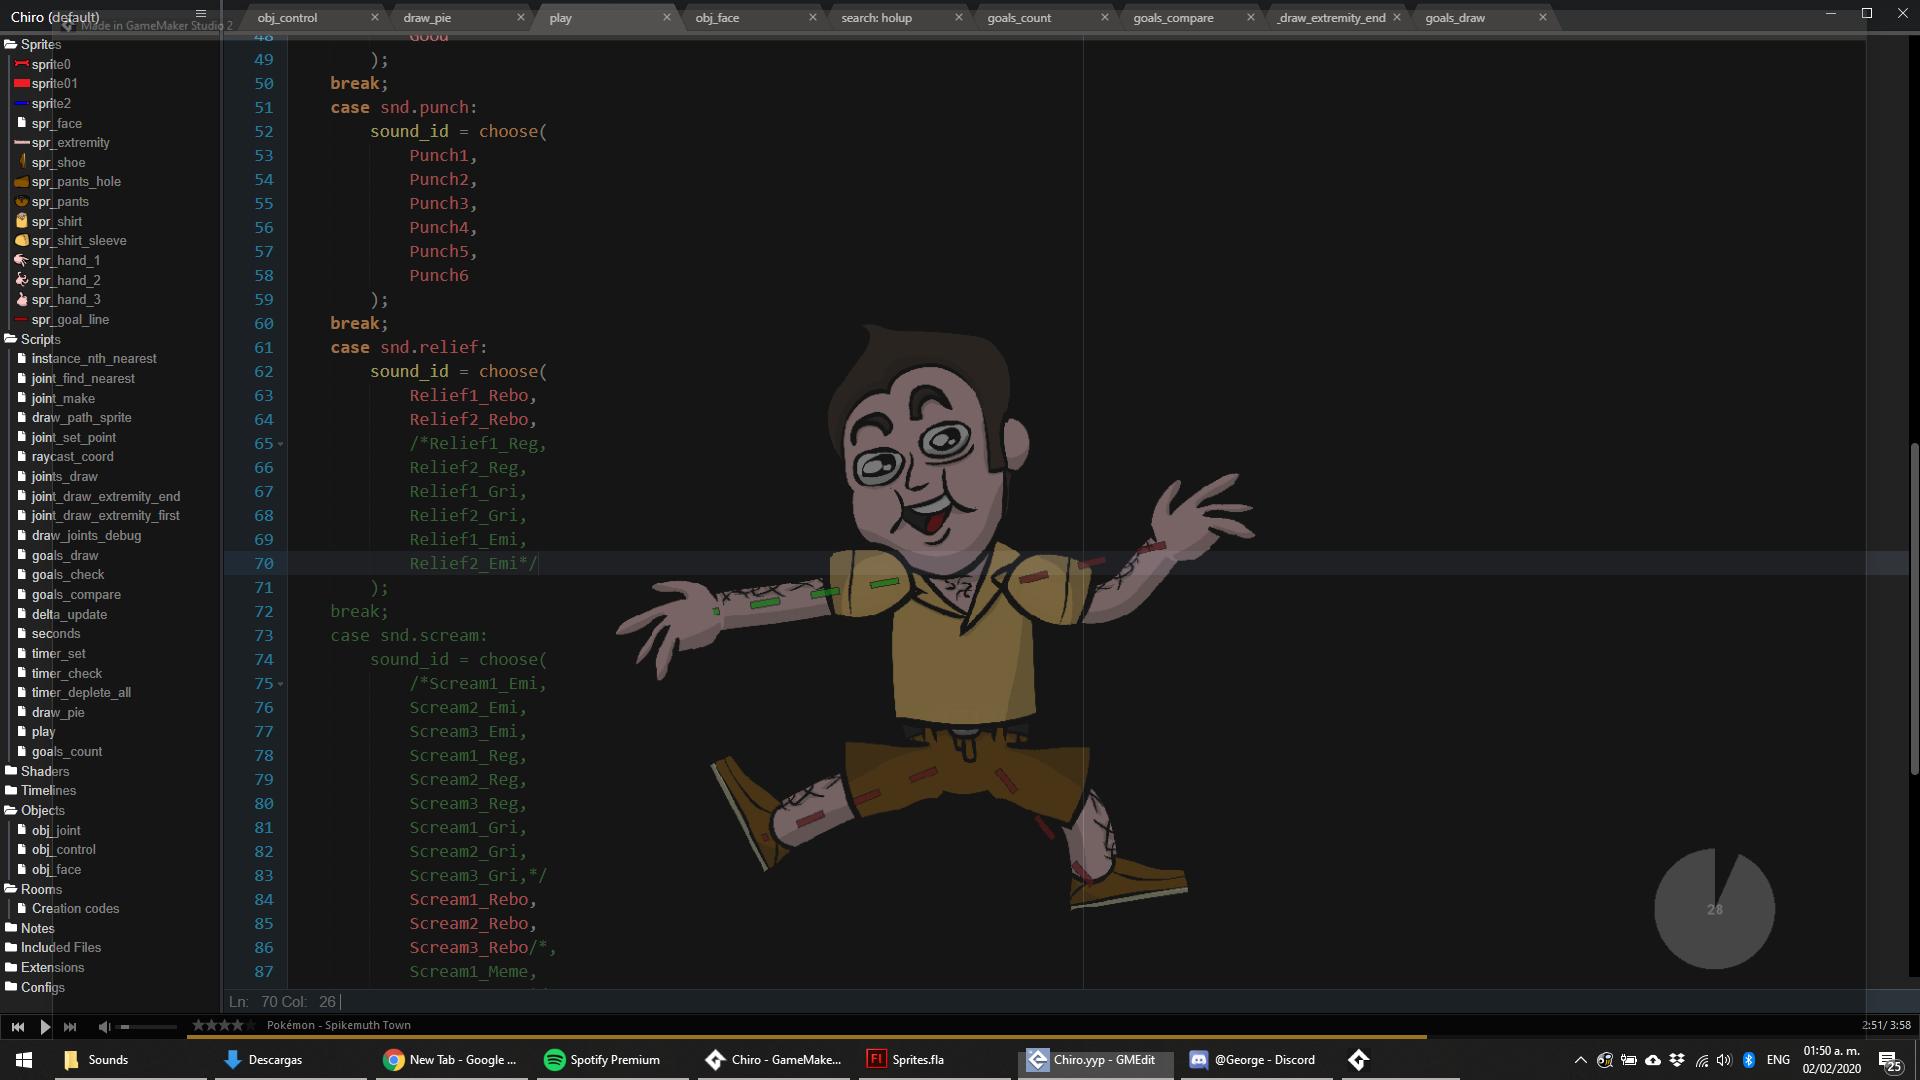 Chiro (default)
Made in GameMaker Studio 2
obj_control
draw_pie
play
obj_face
search: holup
goals_count
goals_compare
_draw_extremity_end
goals_draw
Sprites
sprite0
sprite01
sprite2
spr_face
spr_extremity
spr_shoe
spr_pants_hole
spr_pants
spr_shirt
spr_shirt_sleeve
spr_hand_1
spr_hand_2
spr_hand_3
spr_goal_line
Scripts
instance_nth_nearest
joint_find_nearest
joint_make
draw_path_sprite
joint_set_point
raycast_coord
joints_draw
joint_draw_extremity_end
joint_draw_extremity_first
draw_joints_debug
goals_draw
goals_check
goals_compare
delta_update
seconds
timer_set
timer_check
timer_deplete_all
draw_pie
play
goals_count
Shaders
Timelines
Objects
obj_joint
obj_control
obj_face
Rooms
Creation codes
Notes
Included Files
Extensions
Configs
48 Good
49 );
50 break;
51 case snd.punch:
52 sound_id = choose(
53 Punch1,
54 Punch2,
55 Punch3,
56 Punch4,
57 Punch5,
58 Punch6
59 );
60 break;
61 case snd.relief:
62 sound_id = choose(
63 Relief1_Rebo,
64 Relief2_Rebo,
65 /*Relief1_Reg,
66 Relief2_Reg,
67 Relief1_Gri,
68 Relief2_Gri,
69 Relief1_Emi,
70 Relief2_Emi*/
71 );
72 break;
73 case snd.scream:
74 sound_id = choose(
75 /*Scream1_Emi,
76 Scream2_Emi,
77 Scream3_Emi,
78 Scream1_Reg,
79 Scream2_Reg,
80 Scream3_Reg,
81 Scream1_Gri,
82 Scream2_Gri,
83 Scream3_Gri,*/
84 Scream1_Rebo,
85 Scream2_Rebo,
86 Scream3_Rebo/*,
87 Scream1_Meme,
28
Ln: 70 Col: 26
Pokémon - Spikemuth Town
2:51/ 3:58
Sounds
Descargas
New Tab - Google ...
Spotify Premium
Chiro - GameMake...
Fl
Sprites.fla
Chiro.yyp - GMEdit
@George - Discord
ENG
01:50 a. m.
02/02/2020
25